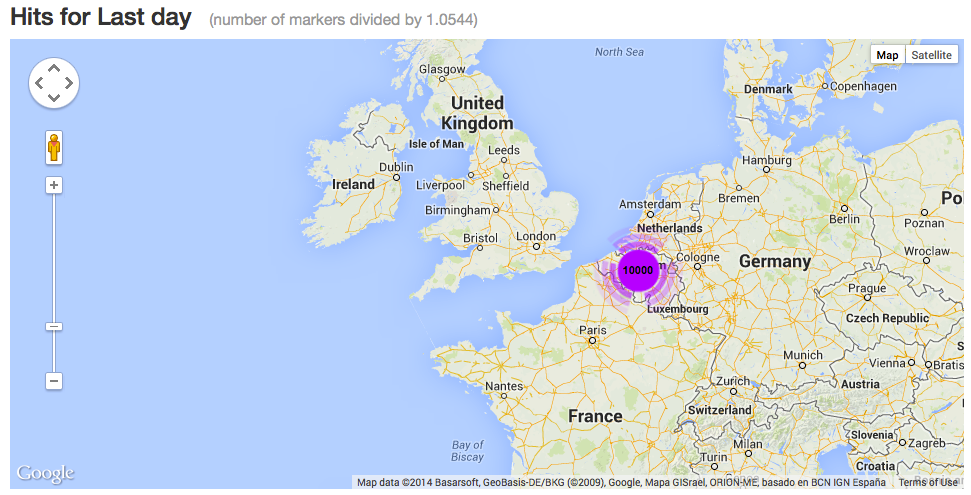 Hits for Last day (number of markers divided by 1.0544)
North Sea
Map Satellite
Glasgow
Denmark
Copenhagen
United
Kingdom
Isle of Man
Leeds
Hamburg
Dublin
Ireland
Liverpool
Sheffield
Bremen
Amsterdam
Birmingham
Berlin
Po
Poznan
Netherlands
Bristol
London
Wroclaw
Cologne
Germany
10000
m
Prague
Luxembourg
Czech Republic
Paris
S
Munich
Vienna
Bratis
Zurich
Nantes
Austria
France
Switzerland
Slovenia
Zagreb
Milan
Bay of
Biscay
Turin
Croatia
Google
Map data ©2014 Basarsoft, GeoBasis-DE/BKG (©2009), Google, Mapa GISrael, ORION-ME, basado en BCN IGN España Terms of Use